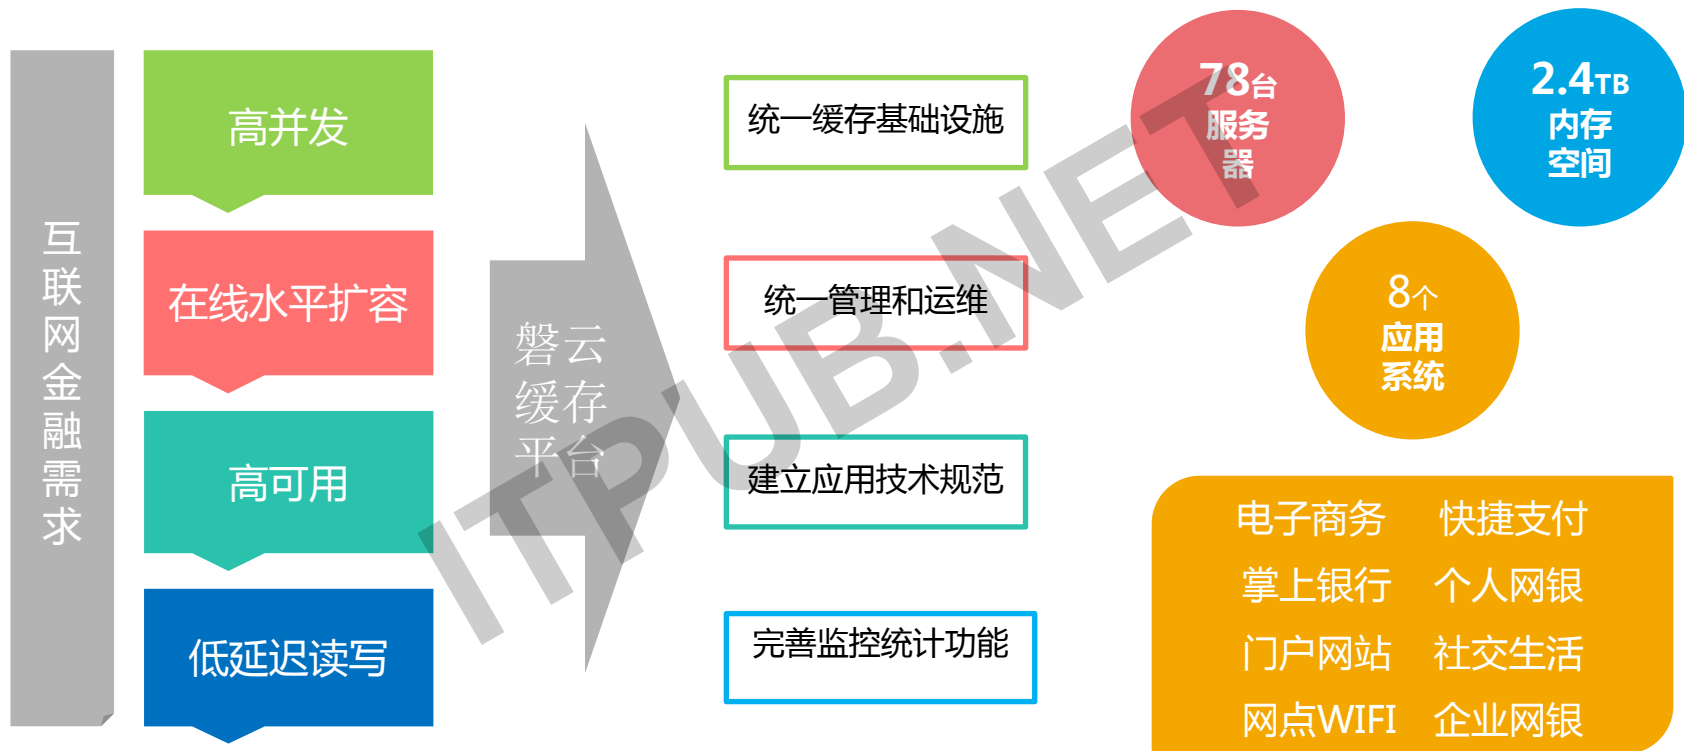 互
联
网
金
融
需
求
高并发
在线水平扩容
高可用
低延迟读写
磐云
缓存
平台
统一缓存基础设施
统一管理和运维
建立应用技术规范
完善监控统计功能
78台
服务
器
2.4TB
内存
空间
8个
应用
系统
电子商务 快捷支付
掌上银行 个人网银
门户网站 社交生活
网点WIFI 企业网银
ITPUB.NET